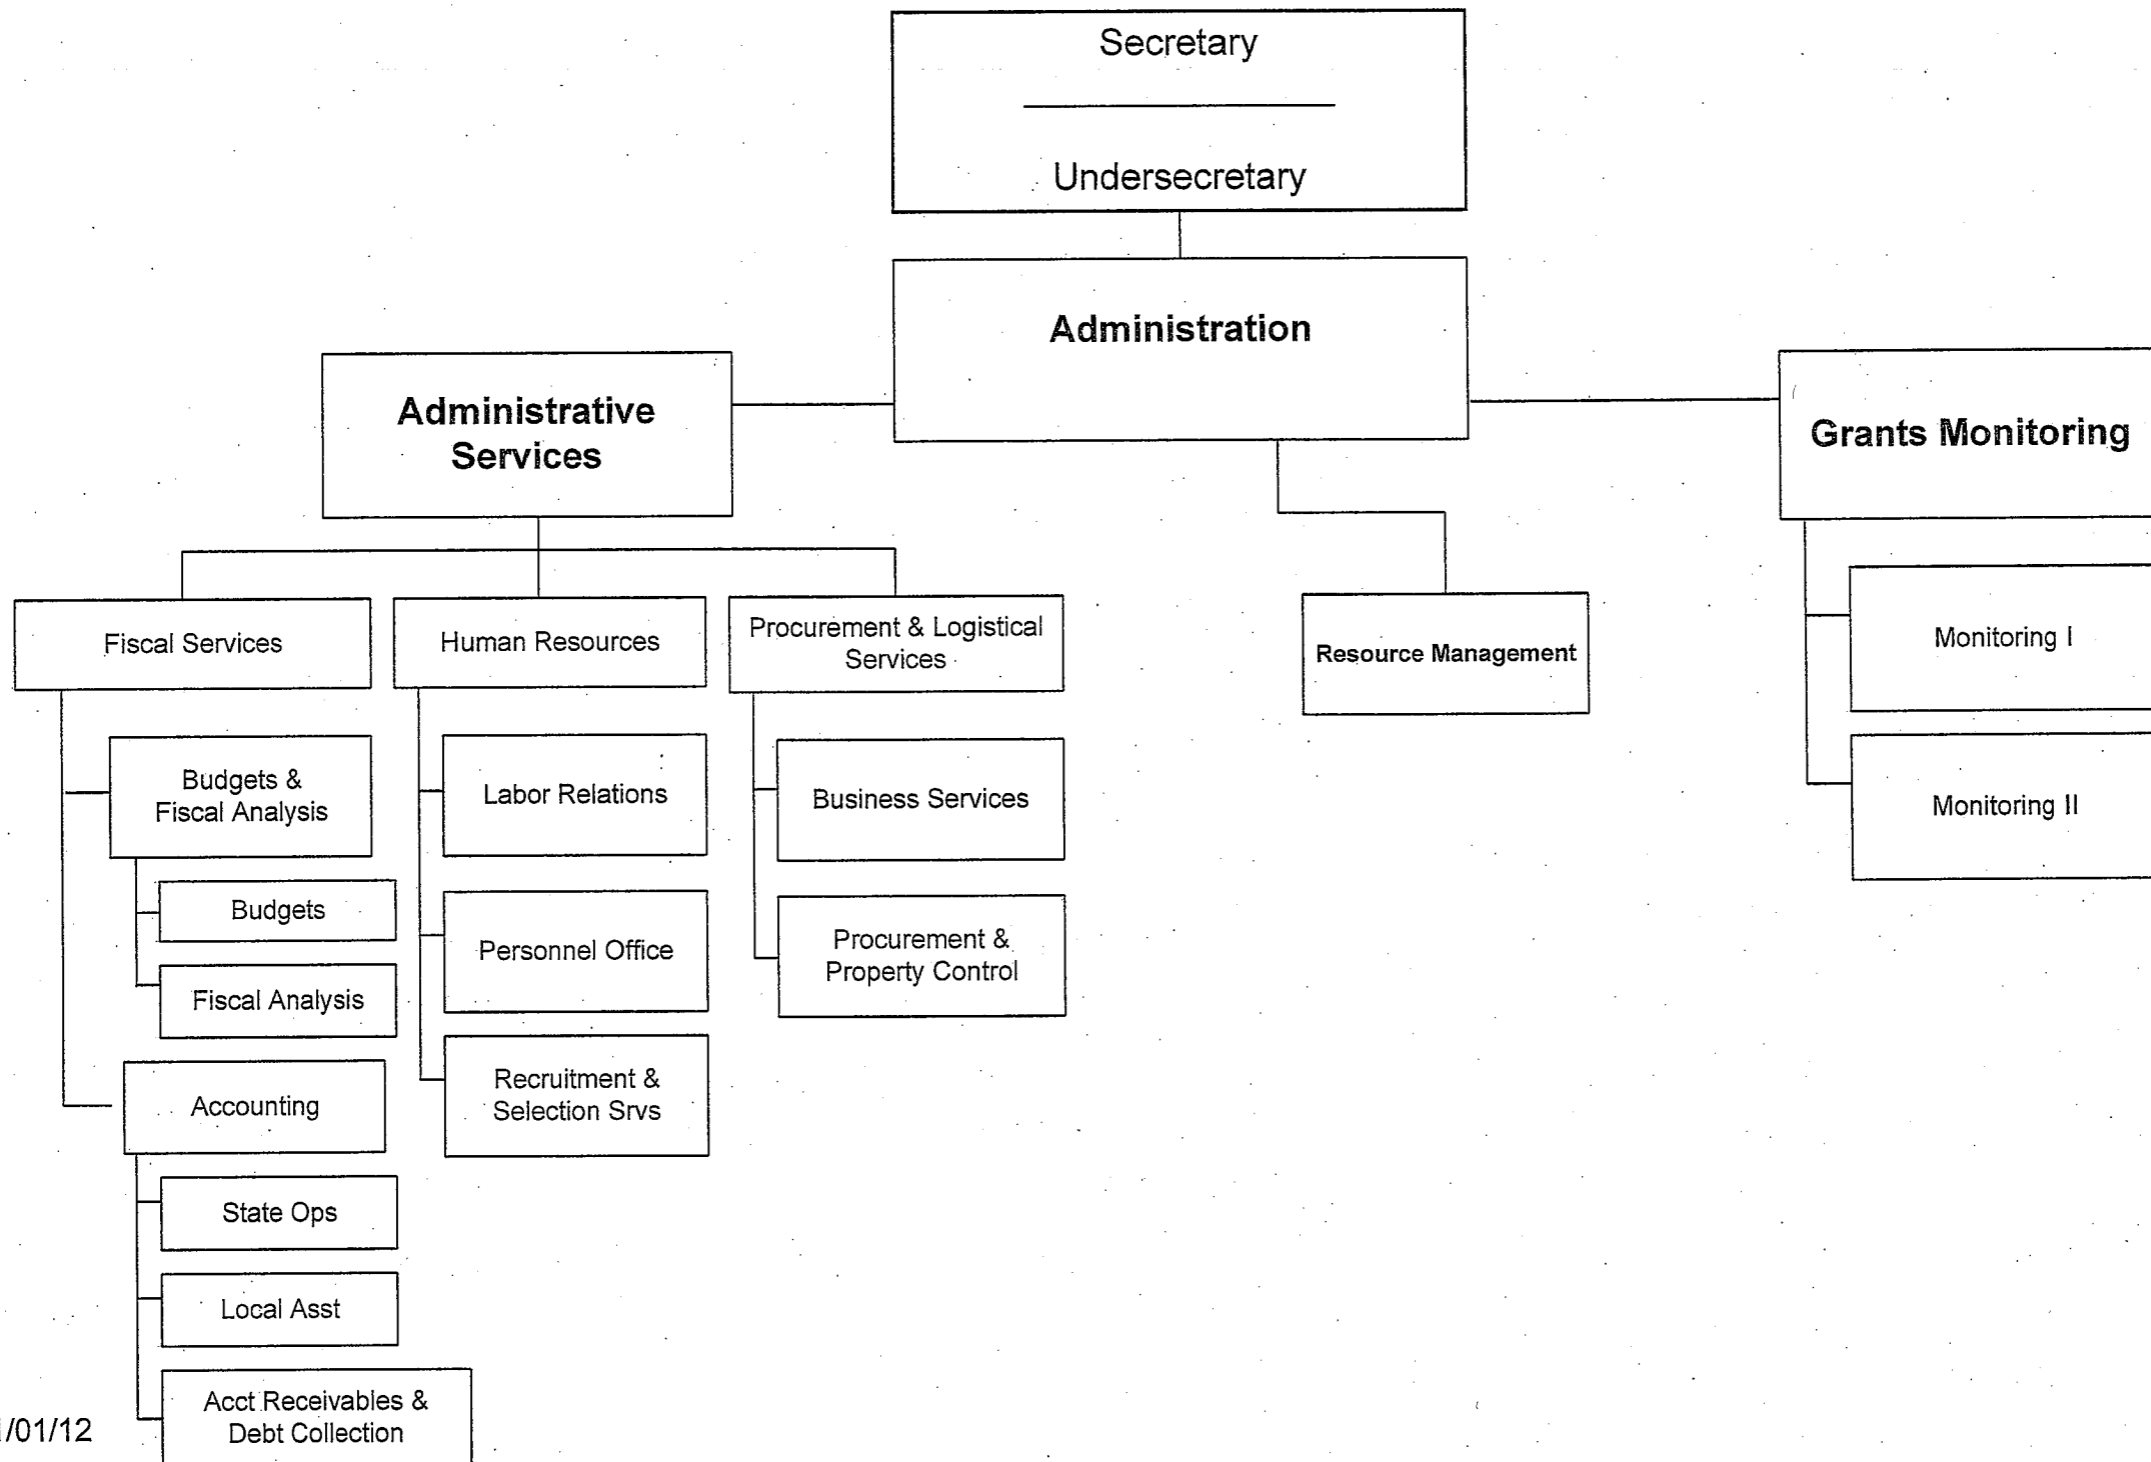 Secretary
Undersecretary
Administration
Administrative
Services
Grants Monitoring
Fiscal Services
Human Resources
Procurement & Logistical
Services
Resource Management
Monitoring I
Monitoring II
Budgets &
Fiscal Analysis
Budgets
Fiscal Analysis
Accounting
State Ops
Local Asst
Acct Receivables &
Debt Collection
Labor Relations
Personnel Office
Recruitment &
Selection Srvs
Business Services
Procurement &
Property Control
/01/12